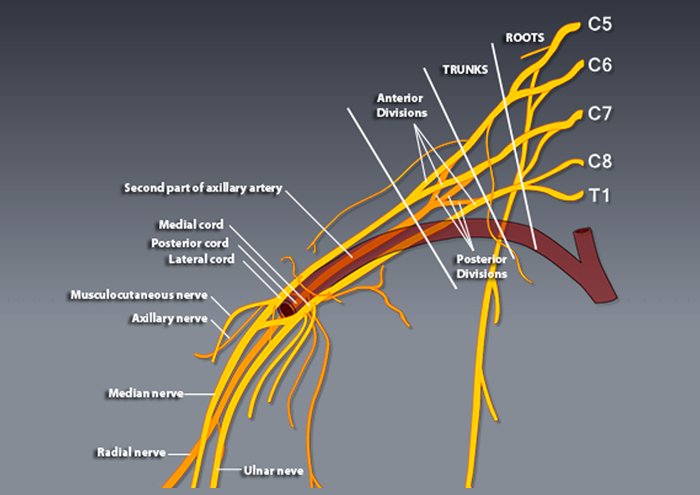 C5
ROOTS
C6
TRUNKS
Anterior
Divisions
C7
C8
Second part of axillary artery
T1
Medial cord
Posterior cord
Lateral cord
Posterior
Divisions
Musculocutaneous nerve
Axillary nerve
Median nerve
Radial nerve
Ulnar neve